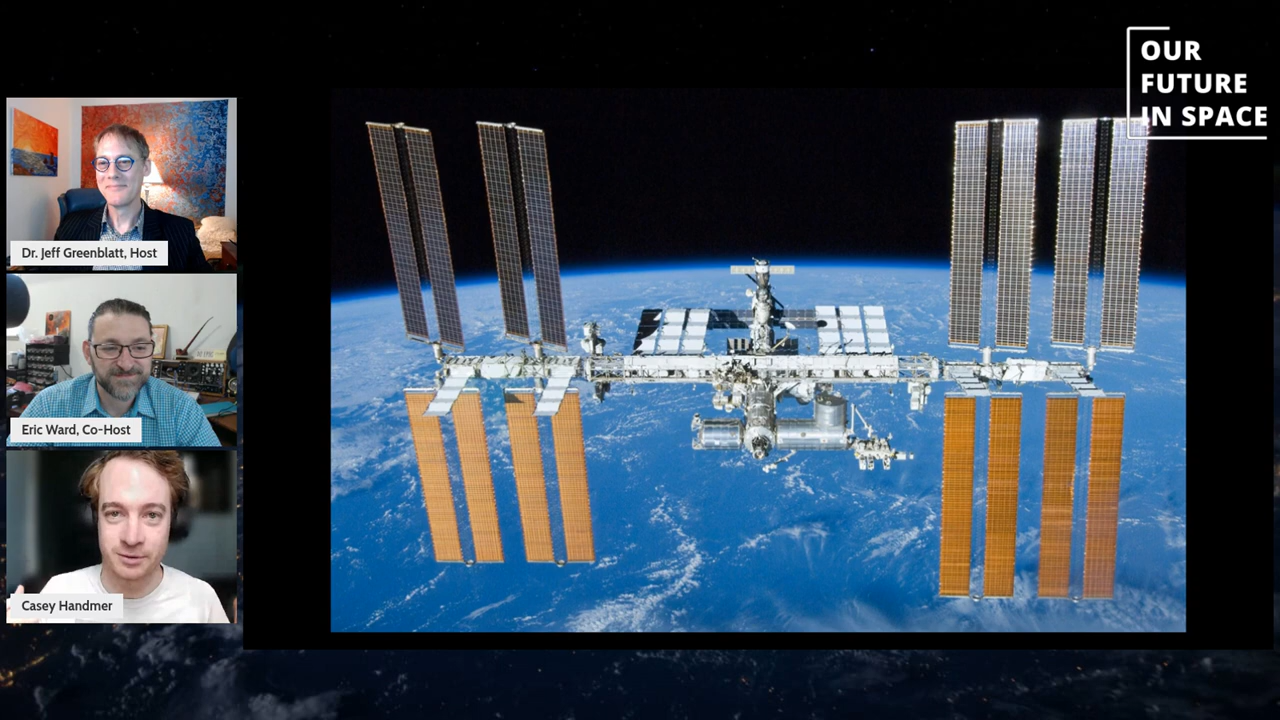 OUR
FUTURE
IN SPACE
Dr. Jeff Greenblatt, Host
Eric Ward, Co-Host
Casey Handmer